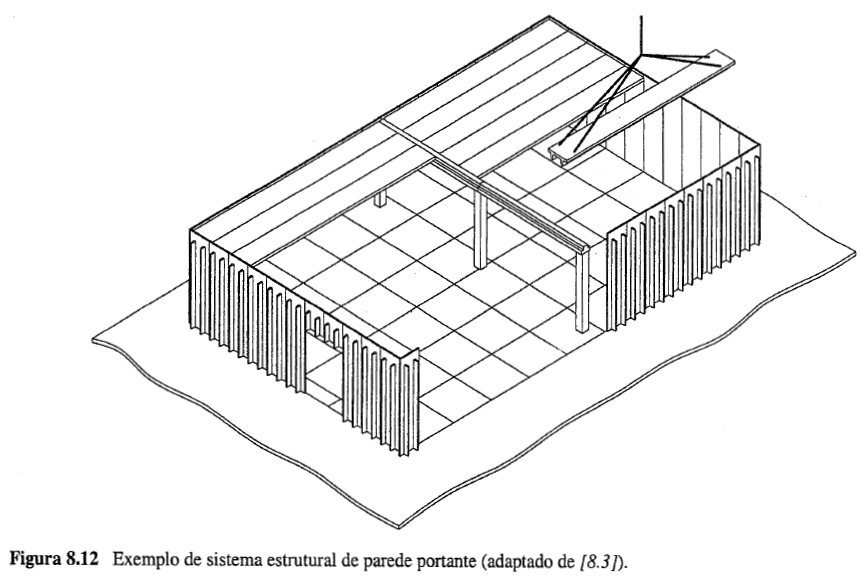 Figura 8.12 Exemplo de sistema estrutural de parede portante (adaptado de [8.3]).